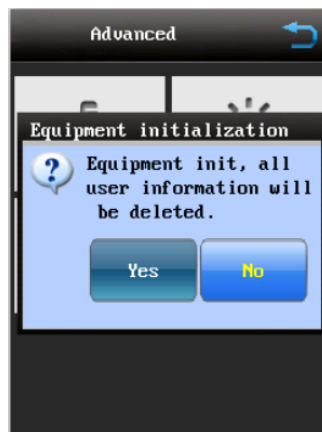 Advanced
Equipment initialization
Equipment init, all
user information will
be deleted.
Yes
No